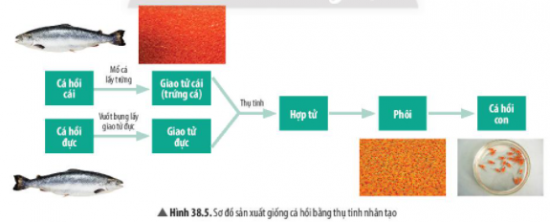 Cá hồi
cái
Mổ cá
lấy trứng
Giao tử cái
(trứng cá)
Thụ tinh
Cá hồi
đực
Vuốt bụng lấy
giao tử đực
Giao tử
đực
Hợp tử
Phôi
Cá hồi
con
▲ Hình 38.5. Sơ đồ sản xuất giống cá hồi bằng thụ tinh nhân tạo